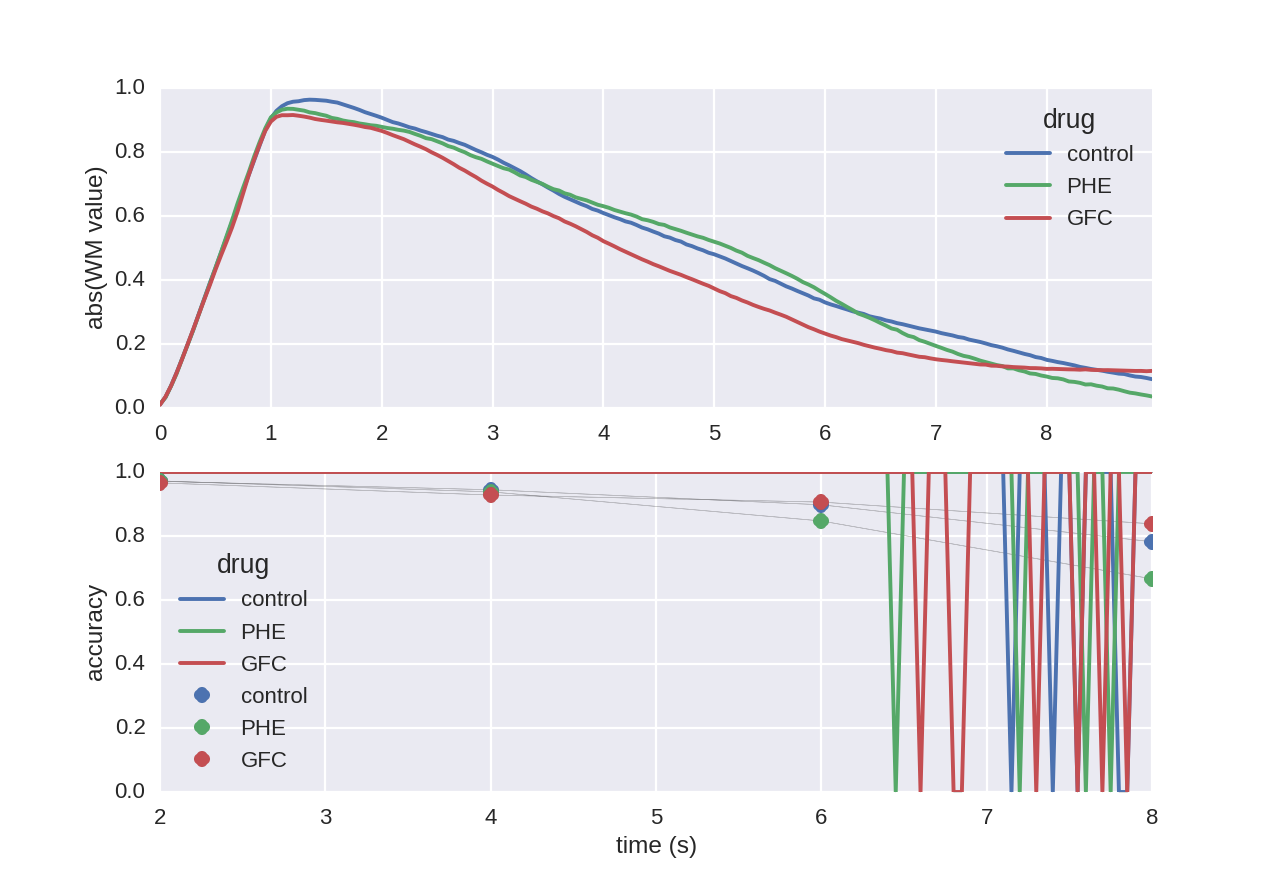 abs(WM value)
1.0
0.8
0.6
0.4
0.2
0.0
0 1 2 3 4 5 6 7 8
drug
control
PHE
GFC
accuracy
1.0
0.8
0.6
0.4
0.2
0.0
2 3 4 5 6 7 8
time (s)
drug
control
PHE
GFC
control
PHE
GFC